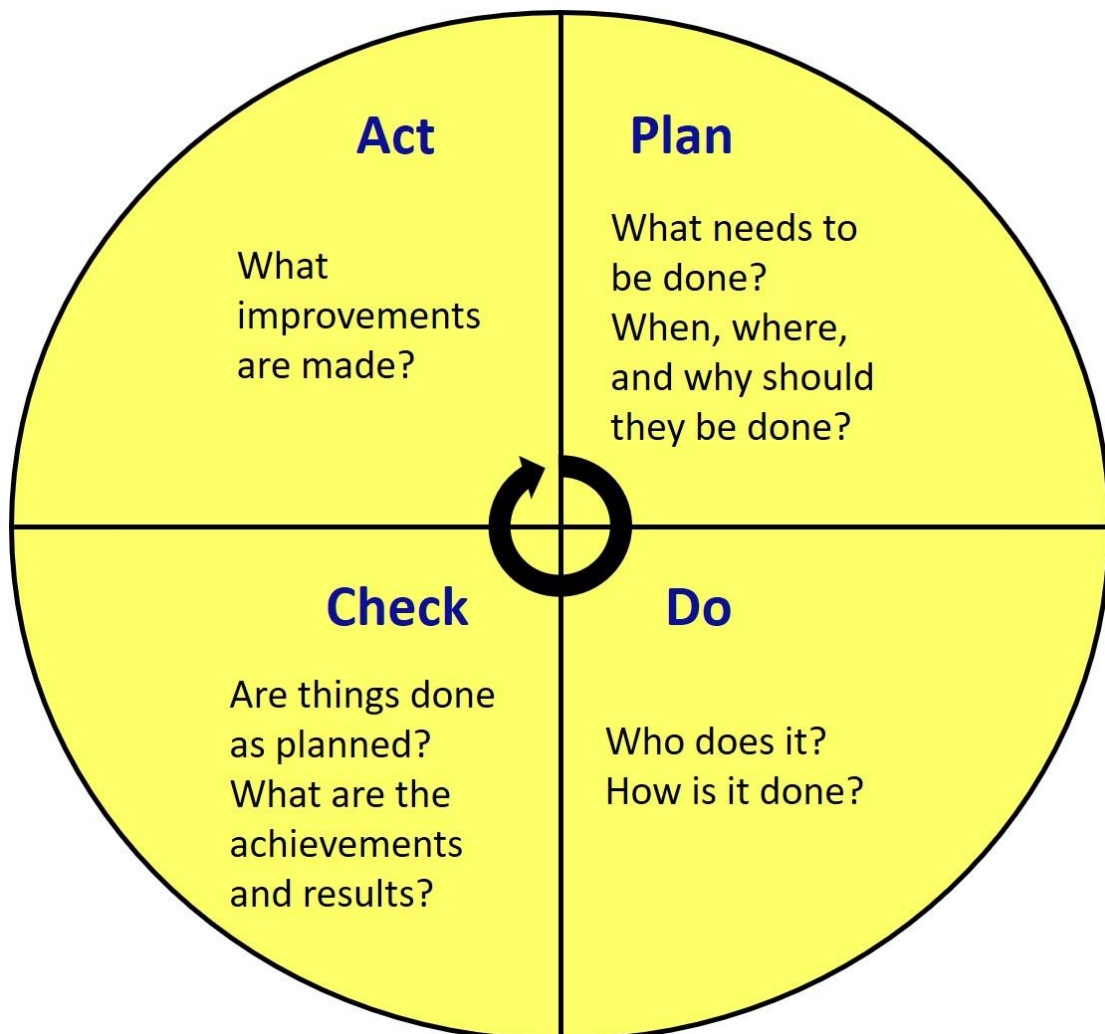 Act
What
improvements
are made?
Plan
What needs to
be done?
When, where,
and why should
they be done?
Check
Are things done
as planned?
What are the
achievements
and results?
Do
Who does it?
How is it done?